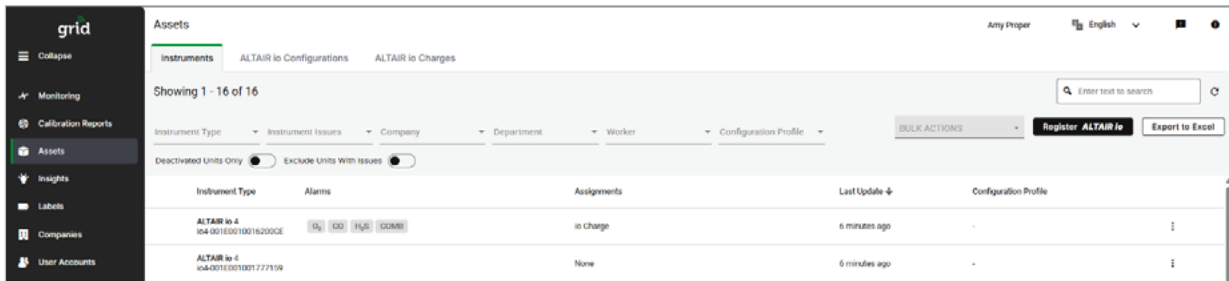 grid
Collapse
Monitoring
Calibration Reports
Assets
Insights
Labels
Companies
User Accounts
Assets
Amy Proper
English
Instruments
ALTAIR io Configurations
ALTAIR io Charges
Showing 1 - 16 of 16
Enter text to search
Instrument Type
Instrument Issues
Company
Department
Worker
Configuration Profile
BULK ACTIONS
Register ALTAIR io
Export to Excel
Deactivated Units Only
Exclude Units With Issues
Instrument Type Alarms Assignments Last Update Configuration Profile
ALTAIR io 4
io4-001E0010016200CE
O₂ CO H₂S COMB
io Charge
6 minutes ago
-
ALTAIR io 4
io4-001E001001777159
None
6 minutes ago
-